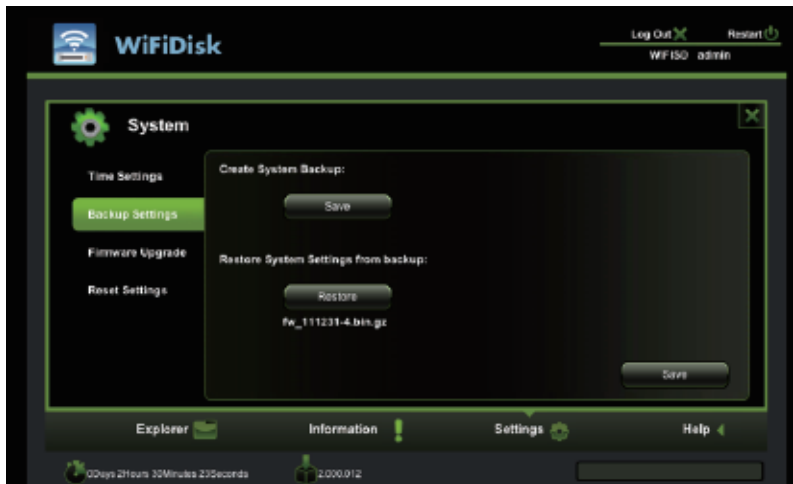 WiFiDisk
Log Out Restart
WIFISD admin
System
Time Settings
Backup Settings
Firmware Upgrade
Reset Settings
Create System Backup:
Save
Restore System Settings from backup:
Restore
fw_111231-4.bin.gz
Save
Explorer Information Settings Help
0Days 2Hours 30Minutes 23Seconds 2.000.012